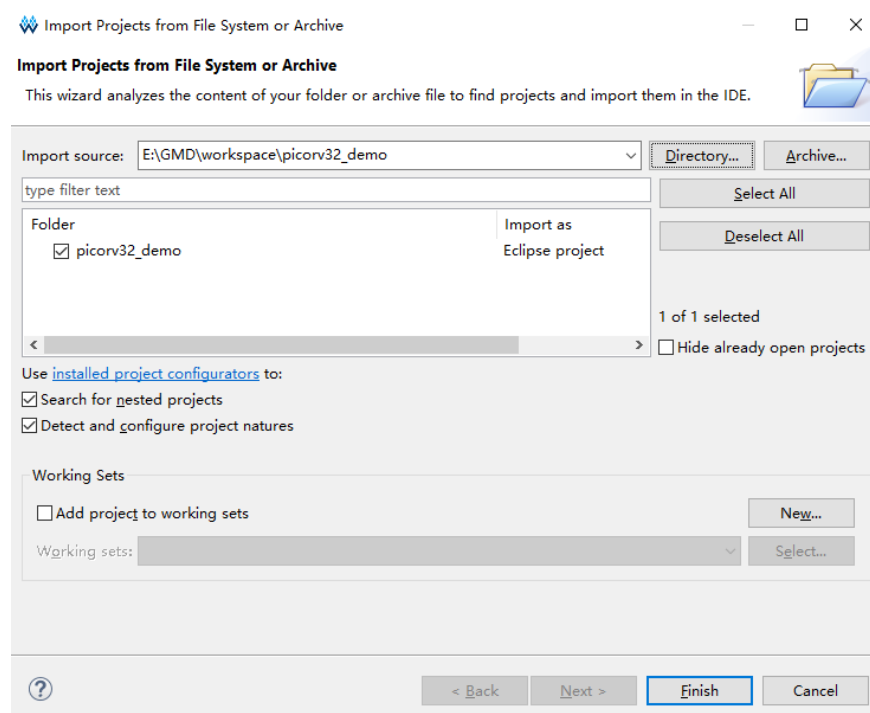 Import Projects from File System or Archive
Import Projects from File System or Archive
This wizard analyzes the content of your folder or archive file to find projects and import them in the IDE.
Import source: E:\GMD\workspace\picorv32_demo Directory... Archive...
type filter text Select All
Folder Import as
Deselect All
picorv32_demo Eclipse project
1 of 1 selected
Hide already open projects
Use installed project configurators to:
Search for nested projects
Detect and configure project natures
Working Sets
Add project to working sets New...
Working sets: Select...
? < Back Next > Finish Cancel